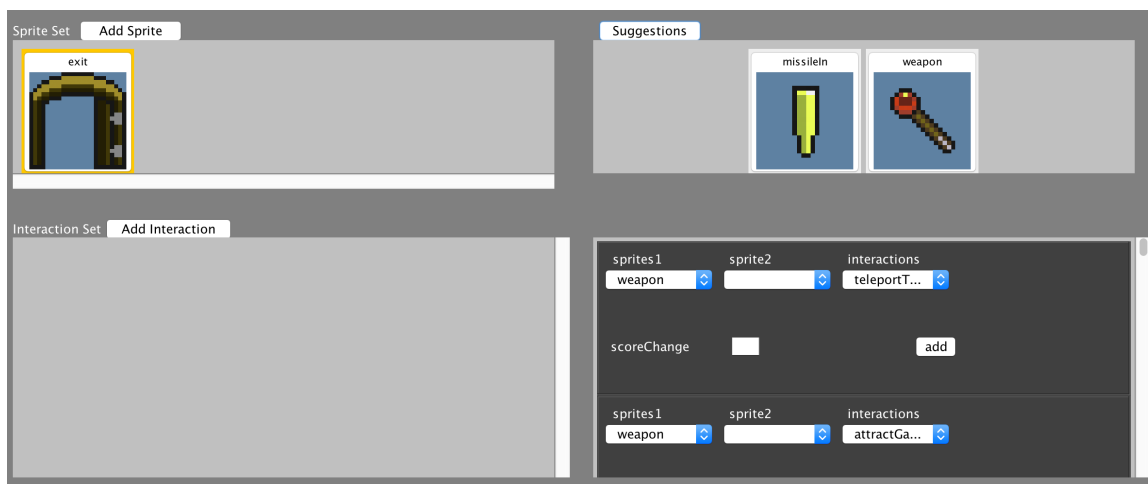 Sprite Set Add Sprite
exit
Suggestions
missileIn weapon
Interaction Set Add Interaction
sprites1 sprite2 interactions
weapon teleportT...
scoreChange add
sprites1 sprite2 interactions
weapon attractGa...